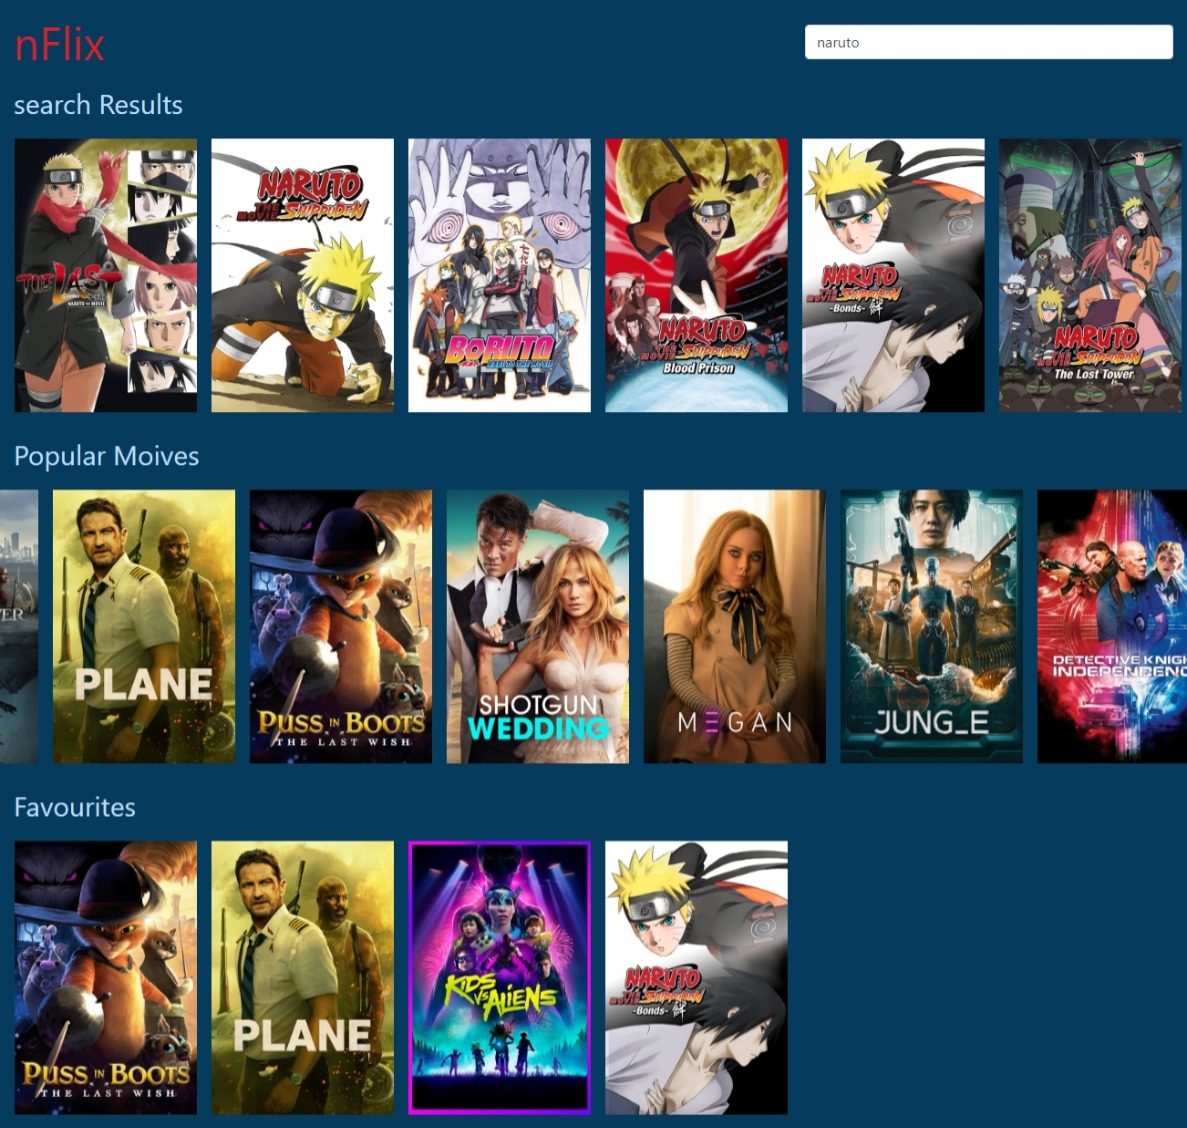 nFlix
naruto
search Results
THE LAST
NARUTO THE MOVIE
NARUTO
THE MOVIE SHIPPUDEN
BORUTO
NARUTO THE MOVIE
NARUTO
THE MOVIE SHIPPUDEN
Blood Prison
NARUTO
THE MOVIE SHIPPUDEN
-Bonds- 絆
NARUTO
THE MOVIE SHIPPUDEN
The Lost Tower
Popular Moives
ER
PLANE
PUSS IN BOOTS
THE LAST WISH
SHOTGUN
WEDDING
M≡GAN
JUNG_E
DETECTIVE KNIG
INDEPENDENC
Favourites
PUSS IN BOOTS
THE LAST WISH
PLANE
KIDS
VS ALIENS
NARUTO
THE MOVIE SHIPPUDEN
-Bonds- 絆